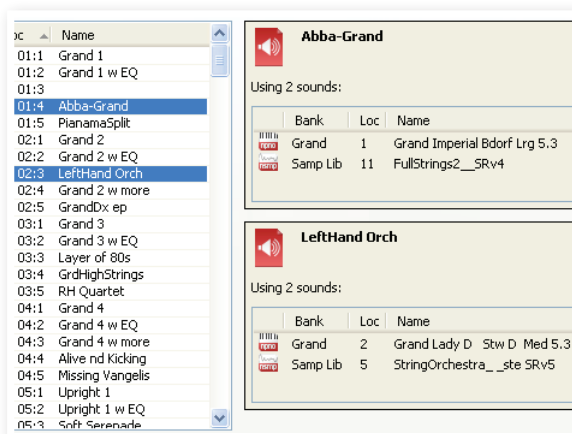 oc Name
01:1 Grand 1
01:2 Grand 1 w EQ
01:3
01:4 Abba-Grand
01:5 PianamaSplit
02:1 Grand 2
02:2 Grand 2 w EQ
02:3 LeftHand Orch
02:4 Grand 2 w more
02:5 GrandDx ep
03:1 Grand 3
03:2 Grand 3 w EQ
03:3 Layer of 80s
03:4 GrdHighStrings
03:5 RH Quartet
04:1 Grand 4
04:2 Grand 4 w EQ
04:3 Grand 4 w more
04:4 Alive nd Kicking
04:5 Missing Vangelis
05:1 Upright 1
05:2 Upright 1 w EQ
05:3 Soft Serenade
Abba-Grand
Using 2 sounds:
Bank Loc Name
npno Grand 1 Grand Imperial Bdorf Lrg 5.3
nsmp Samp Lib 11 FullStrings2__SRv4
LeftHand Orch
Using 2 sounds:
Bank Loc Name
npno Grand 2 Grand Lady D Stw D Med 5.3
nsmp Samp Lib 5 StringOrchestra_ _ste SRv5